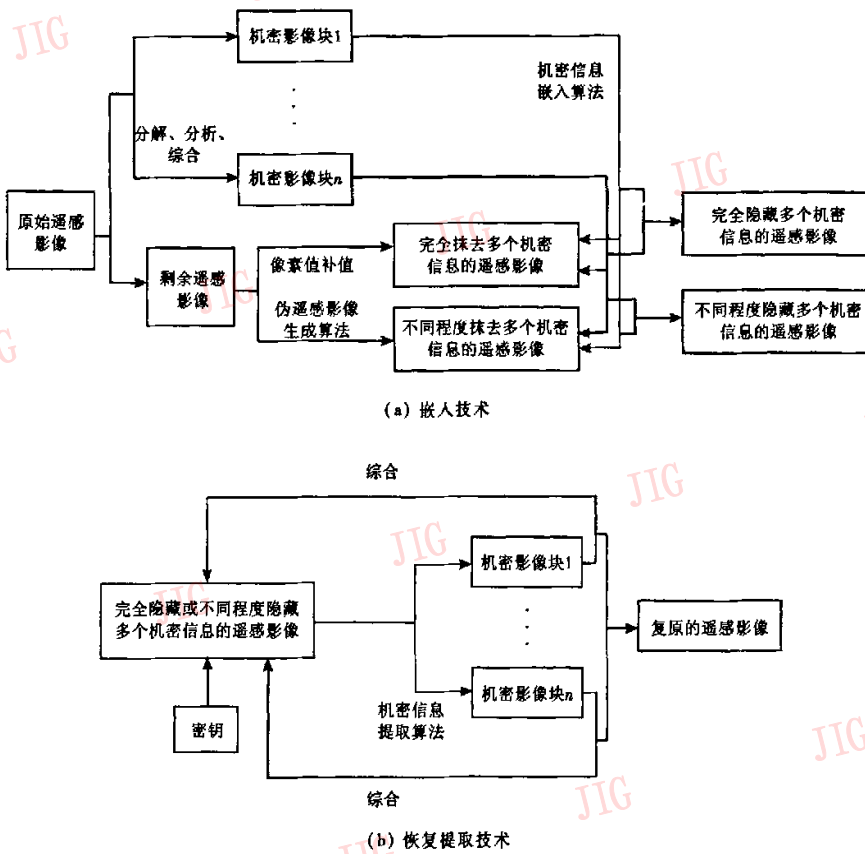 机密影像块1
机密信息
嵌入算法
分解、分析、
综合
机密影像块n
原始遥感
影像
完全抹去多个机密
信息的遥感影像
完全隐藏多个机密
信息的遥感影像
剩余遥感
影像
像素值补值
伪遥感影像
生成算法
不同程度抹去多个机密
信息的遥感影像
不同程度隐藏多个机密
信息的遥感影像
(a) 嵌入技术
综合
机密影像块1
完全隐藏或不同程度隐藏
多个机密信息的遥感影像
复原的遥感影像
机密影像块n
密钥
机密信息
提取算法
综合
(b) 恢复提取技术
JIG
JIG
JIG
JIG
JIG
JIG
JIG
JIG
JIG
JIG
JIG